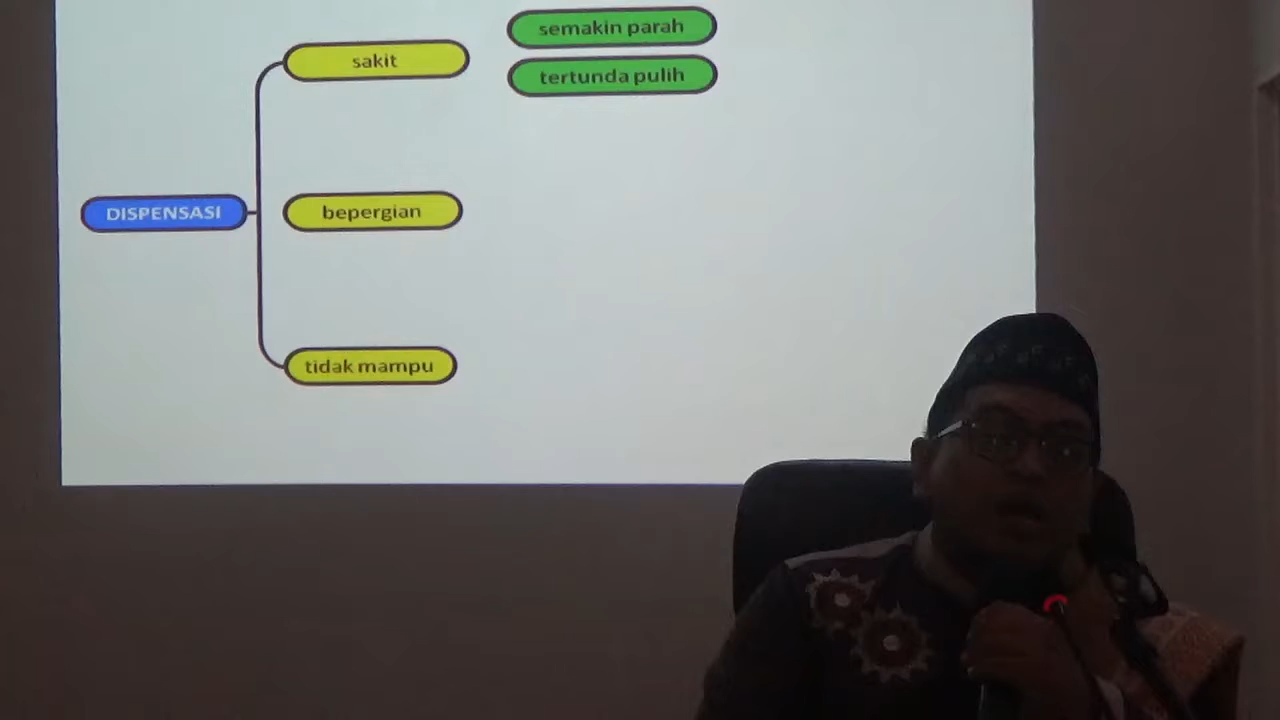 semakin parah
sakit
tertunda pulih
DISPENSASI
bepergian
tidak mampu